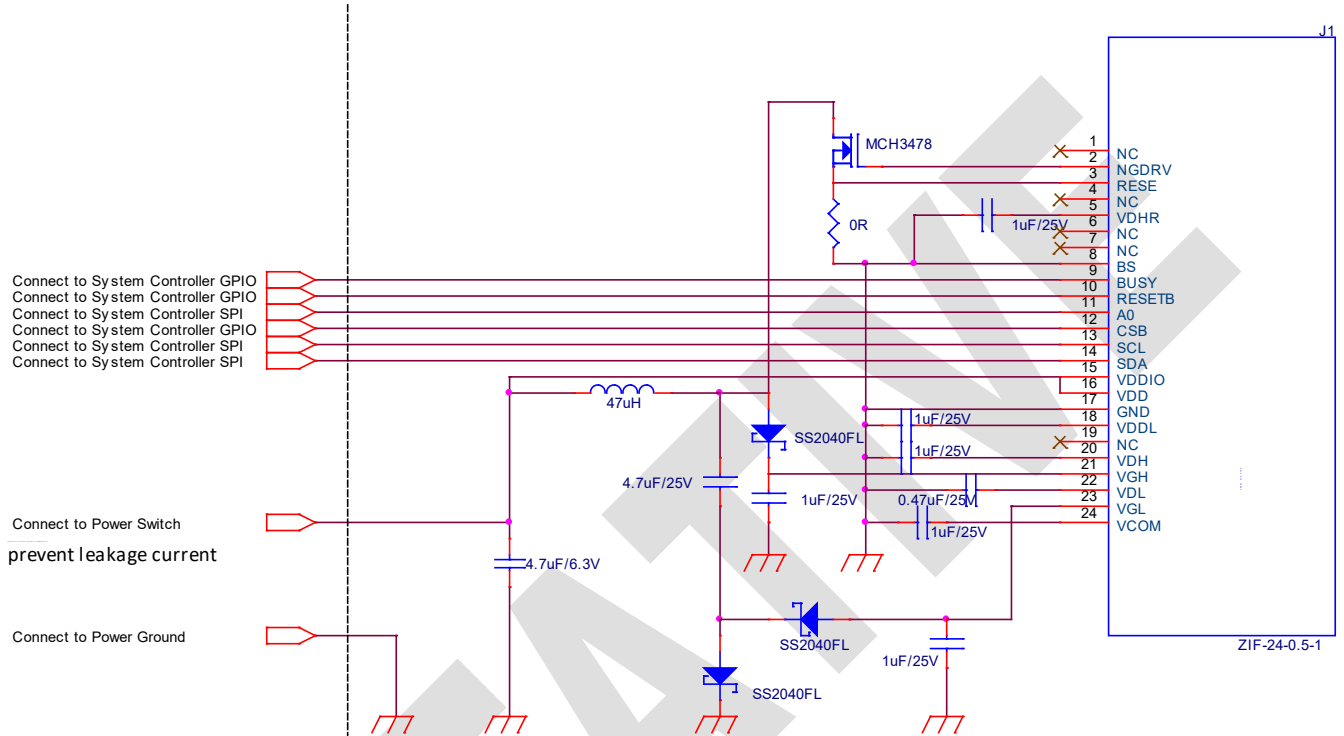 J1
MCH3478
1
NC
2
NGDRV
3
RESE
4
NC
5
VDHR
0R
1uF/25V
6
NC
7
NC
8
BS
Connect to System Controller GPIO
9
BUSY
Connect to System Controller GPIO
10
RESETB
Connect to System Controller SPI
11
A0
Connect to System Controller GPIO
12
CSB
Connect to System Controller SPI
13
SCL
Connect to System Controller SPI
14
SDA
15
VDDIO
16
VDD
47uH
17
GND
1uF/25V
18
VDDL
SS2040FL
19
NC
1uF/25V
20
VDH
21
VGH
4.7uF/25V
1uF/25V
0.47uF/25V
22
VDL
23
VGL
Connect to Power Switch
1uF/25V
24
VCOM
prevent leakage current
4.7uF/6.3V
Connect to Power Ground
SS2040FL
1uF/25V
ZIF-24-0.5-1
SS2040FL
ATIVE